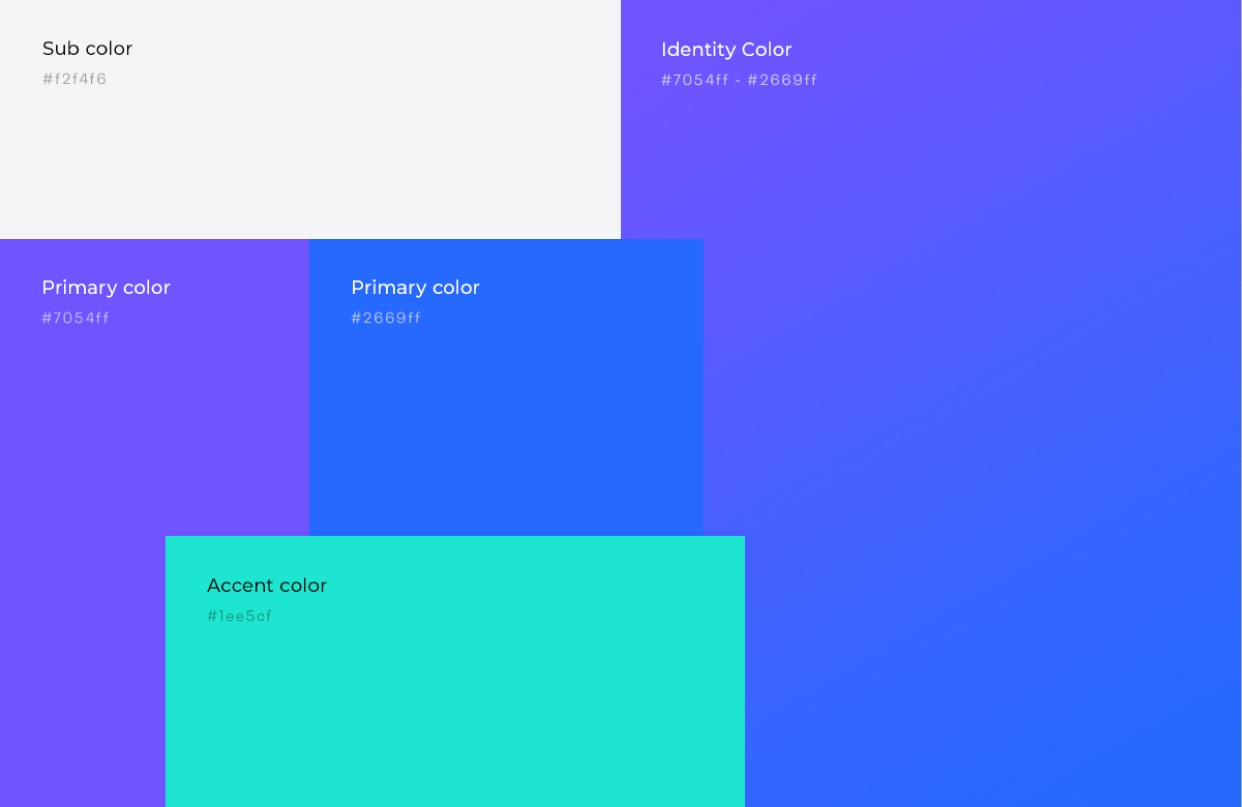 Sub color
#f2f4f6
Identity Color
#7054ff - #2669ff
Primary color
#7054ff
Primary color
#2669ff
Accent color
#1ee5cf